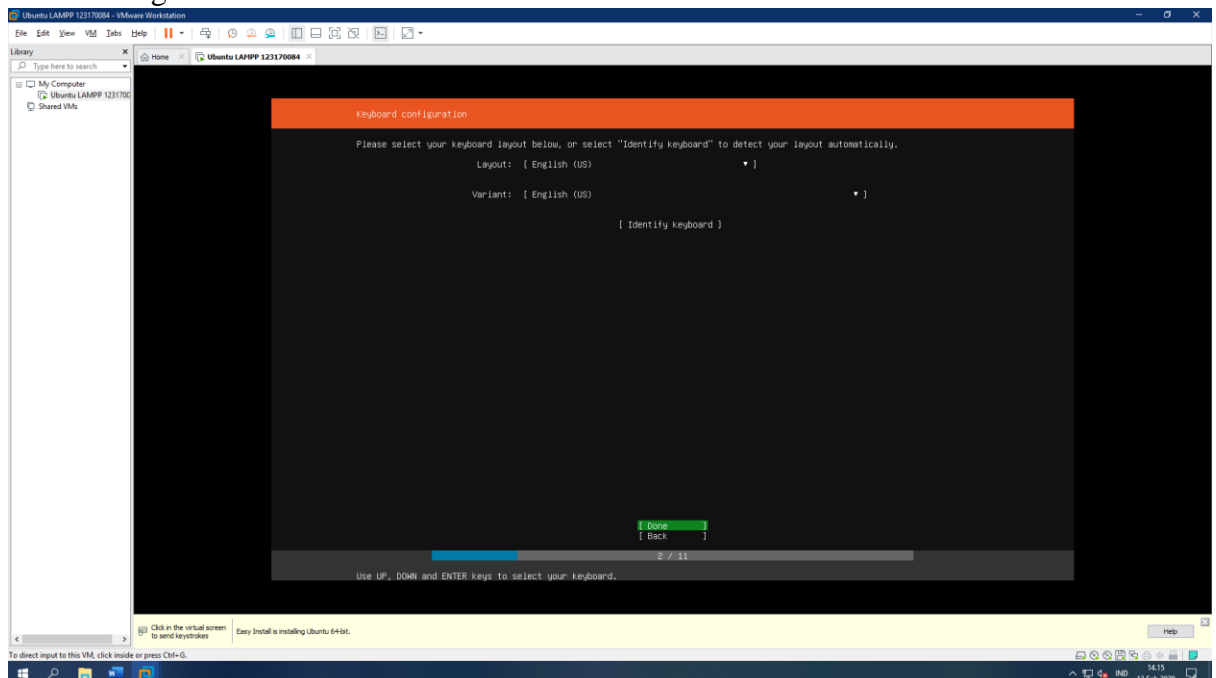 Ubuntu LAMPP 123170084 - VMware Workstation
File Edit View VM Tabs Help
Library
Type here to search
My Computer
Ubuntu LAMPP 1231700
Shared VMs
Home
Ubuntu LAMPP 123170084
Keyboard configuration
Please select your keyboard layout below, or select "Identify keyboard" to detect your layout automatically.
Layout: [ English (US) ▾ ]
Variant: [ English (US) ▾ ]
[ Identify keyboard ]
[ Done ]
[ Back ]
2 / 11
Use UP, DOWN and ENTER keys to select your keyboard.
Click in the virtual screen
to send keystrokes
Easy Install is installing Ubuntu 64-bit.
Help
To direct input to this VM, click inside or press Ctrl+G.
IND
14.15